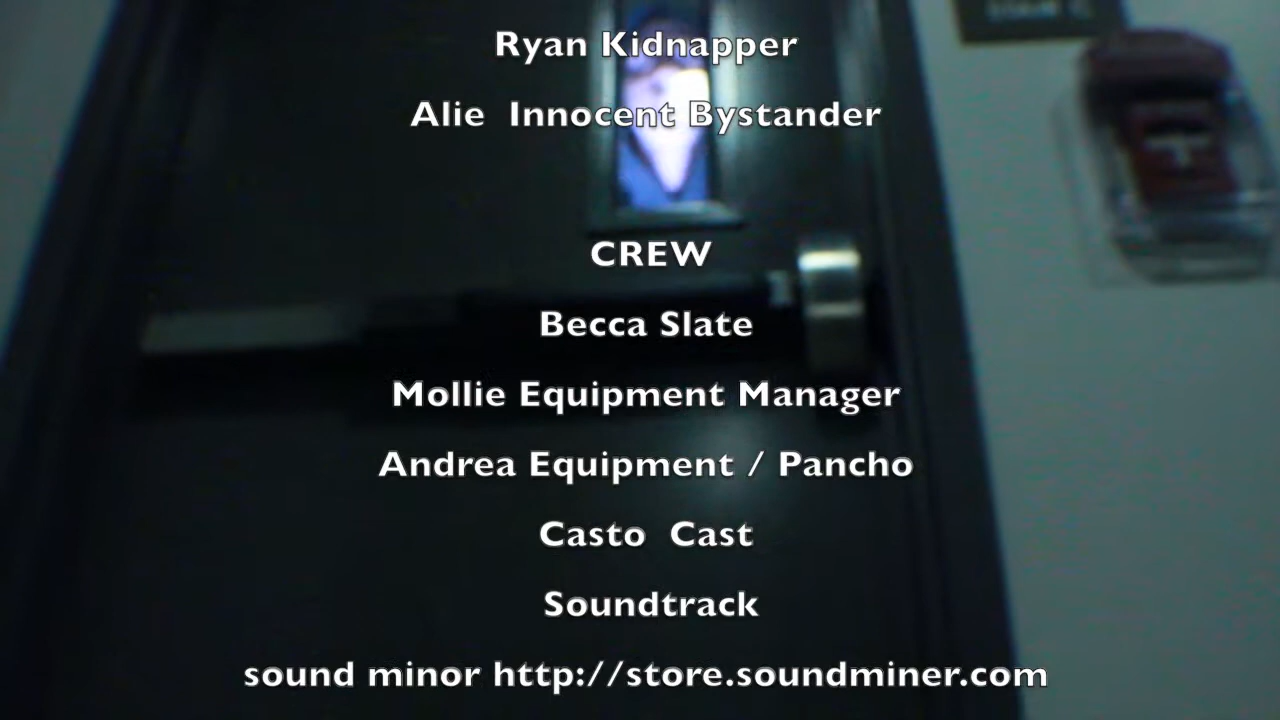 Ryan Kidnapper
Alie  Innocent Bystander
CREW
Becca Slate
Mollie Equipment Manager
Andrea Equipment / Pancho
Casto  Cast
Soundtrack
sound minor http://store.soundminer.com